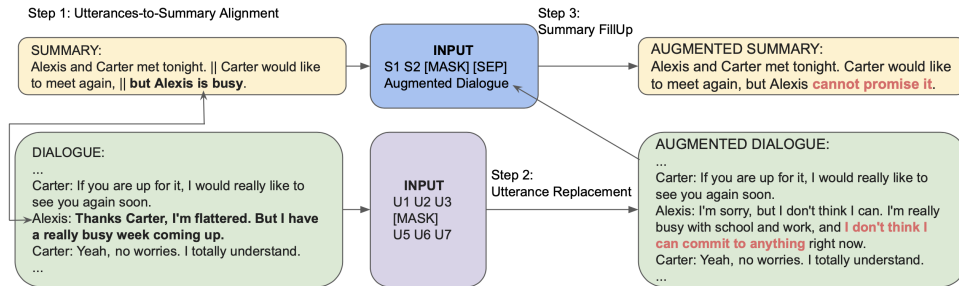 Step 1: Utterances-to-Summary Alignment
SUMMARY:
Alexis and Carter met tonight. || Carter would like
to meet again, || but Alexis is busy.
INPUT
S1 S2 [MASK] [SEP]
Augmented Dialogue
Step 3:
Summary FillUp
AUGMENTED SUMMARY:
Alexis and Carter met tonight. Carter would like
to meet again, but Alexis cannot promise it.
DIALOGUE:
...
Carter: If you are up for it, I would really like to
see you again soon.
Alexis: Thanks Carter, I'm flattered. But I have
a really busy week coming up.
Carter: Yeah, no worries. I totally understand.
...
INPUT
U1 U2 U3
[MASK]
U5 U6 U7
Step 2:
Utterance Replacement
AUGMENTED DIALOGUE:
...
Carter: If you are up for it, I would really like to
see you again soon.
Alexis: I'm sorry, but I don't think I can. I'm really
busy with school and work, and I don't think I
can commit to anything right now.
Carter: Yeah, no worries. I totally understand.
...